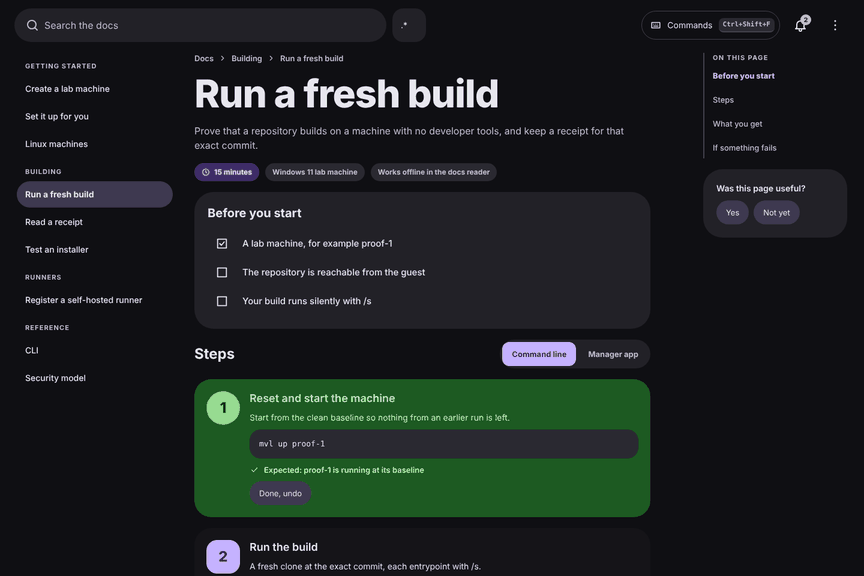 Search the docs
.*
Commands
Ctrl+Shift+F
2
GETTING STARTED
Create a lab machine
Set it up for you
Linux machines
BUILDING
Run a fresh build
Read a receipt
Test an installer
RUNNERS
Register a self-hosted runner
REFERENCE
CLI
Security model
Docs > Building > Run a fresh build
Run a fresh build
Prove that a repository builds on a machine with no developer tools, and keep a receipt for that
exact commit.
15 minutes
Windows 11 lab machine
Works offline in the docs reader
Before you start
A lab machine, for example proof-1
The repository is reachable from the guest
Your build runs silently with /s
Steps
Command line
Manager app
1
Reset and start the machine
Start from the clean baseline so nothing from an earlier run is left.
mvl up proof-1
Expected: proof-1 is running at its baseline
Done, undo
2
Run the build
A fresh clone at the exact commit, each entrypoint with /s.
ON THIS PAGE
Before you start
Steps
What you get
If something fails
Was this page useful?
Yes
Not yet